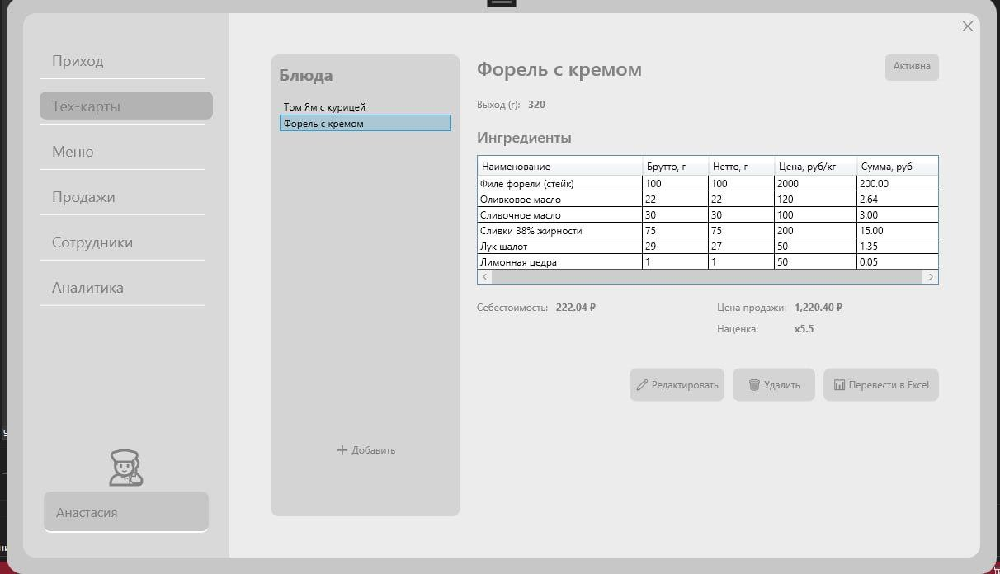 Приход
Тех-карты
Меню
Продажи
Сотрудники
Аналитика
Анастасия
Блюда
Том Ям с курицей
Форель с кремом
Добавить
Форель с кремом
Активна
Выход (г): 320
Ингредиенты
Наименование Брутто, г Нетто, г Цена, руб/кг Сумма, руб
Филе форели (стейк) 100 100 2000 200.00
Оливковое масло 22 22 120 2.64
Сливочное масло 30 30 100 3.00
Сливки 38% жирности 75 75 200 15.00
Лук шалот 29 27 50 1.35
Лимонная цедра 1 1 50 0.05
Себестоимость: 222.04 ₽ Цена продажи: 1,220.40 ₽
Наценка: x5.5
Редактировать Удалить Перевести в Excel